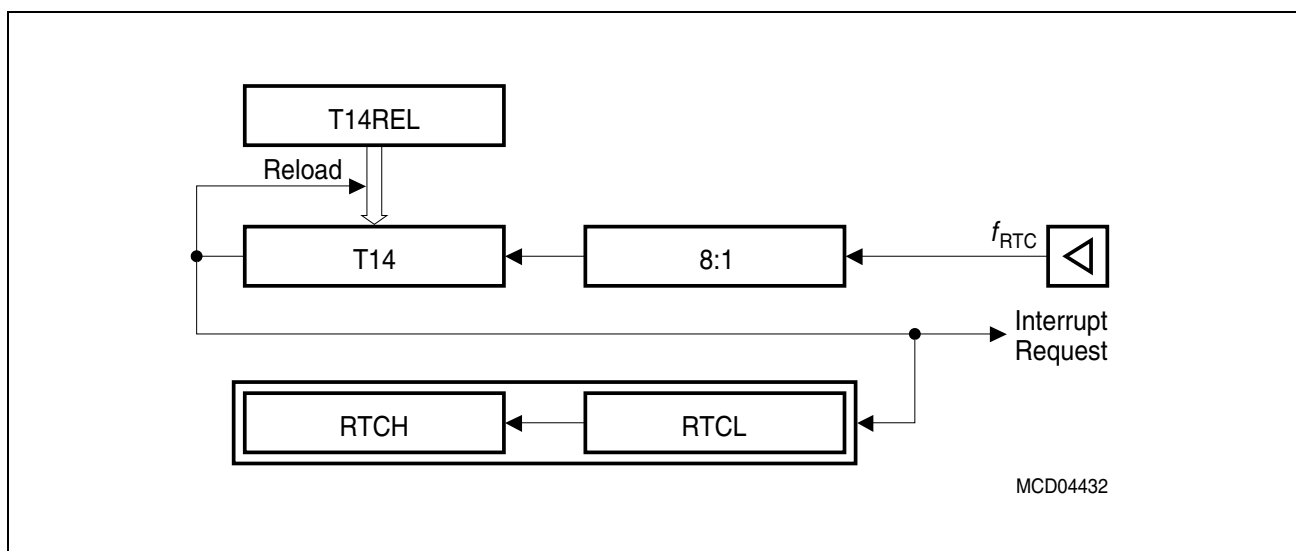 T14REL
Reload
T14
8:1
fRTC
Interrupt
Request
RTCH
RTCL
MCD04432